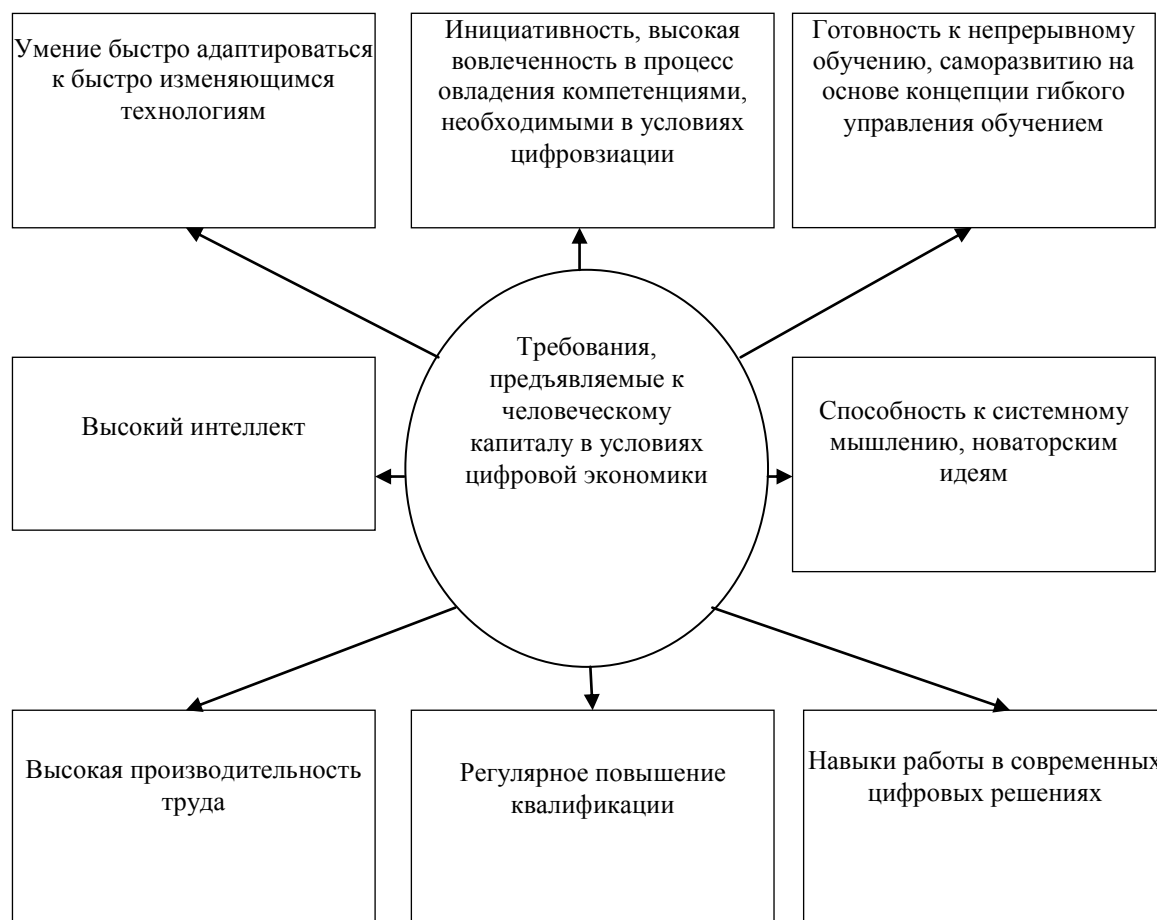 Умение быстро адаптироваться
к быстро изменяющимся
технологиям
Инициативность, высокая
вовлеченность в процесс
овладения компетенциями,
необходимыми в условиях
цифровзиации
Готовность к непрерывному
обучению, саморазвитию на
основе концепции гибкого
управления обучением
Высокий интеллект
Требования,
предъявляемые к
человеческому
капиталу в условиях
цифровой экономики
Способность к системному
мышлению, новаторским
идеям
Высокая производительность
труда
Регулярное повышение
квалификации
Навыки работы в современных
цифровых решениях